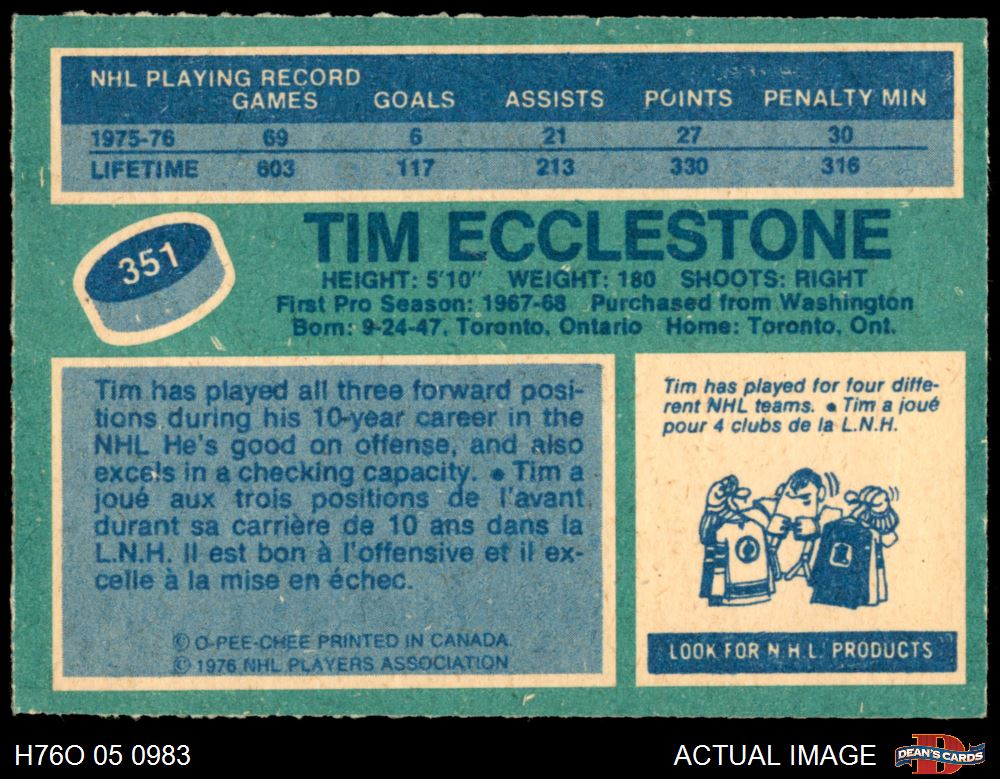 NHL PLAYING RECORD
GAMES GOALS ASSISTS POINTS PENALTY MIN
1975-76 69 6 21 27 30
LIFETIME 603 117 213 330 316
351
TIM ECCLESTONE
HEIGHT: 5'10" WEIGHT: 180 SHOOTS: RIGHT
First Pro Season: 1967-68 Purchased from Washington
Born: 9-24-47, Toronto, Ontario Home: Toronto, Ont.
Tim has played all three forward posi-
tions during his 10-year career in the
NHL He's good on offense, and also
excels in a checking capacity. • Tim a
joué aux trois positions de l'avant
durant sa carrière de 10 ans dans la
L.N.H. Il est bon à l'offensive et il ex-
celle à la mise en échec.
© O-PEE-CHEE PRINTED IN CANADA.
© 1976 NHL PLAYERS ASSOCIATION
Tim has played for four diffe-
rent NHL teams. • Tim a joué
pour 4 clubs de la L.N.H.
LOOK FOR N.H.L. PRODUCTS
H76O 05 0983
ACTUAL IMAGE
DEAN'S CARDS